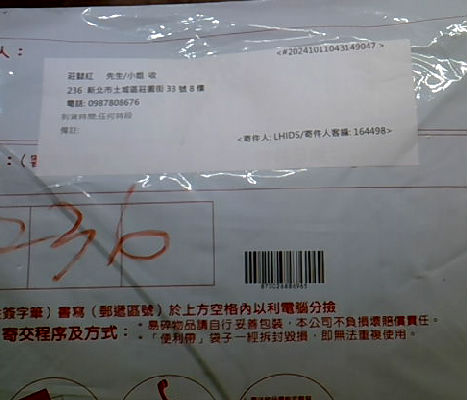 人：
<#20241011043149047 >
莊懿紅 先生/小姐 收
236 新北市土城區莊園街 33 號 8 樓
電話: 0987808676
到貨時間:任何時段
備註:
<寄件人: LHIDS/寄件人客編: 164498>
236
簽字筆）書寫（郵遞區號）於上方空格內以利電腦分撿
寄交程序及方式：
•易碎物品請自行妥善包裝，本公司不負損壞賠償責任。
•「便利帶」袋子一經拆封毀損，即無法重複使用。